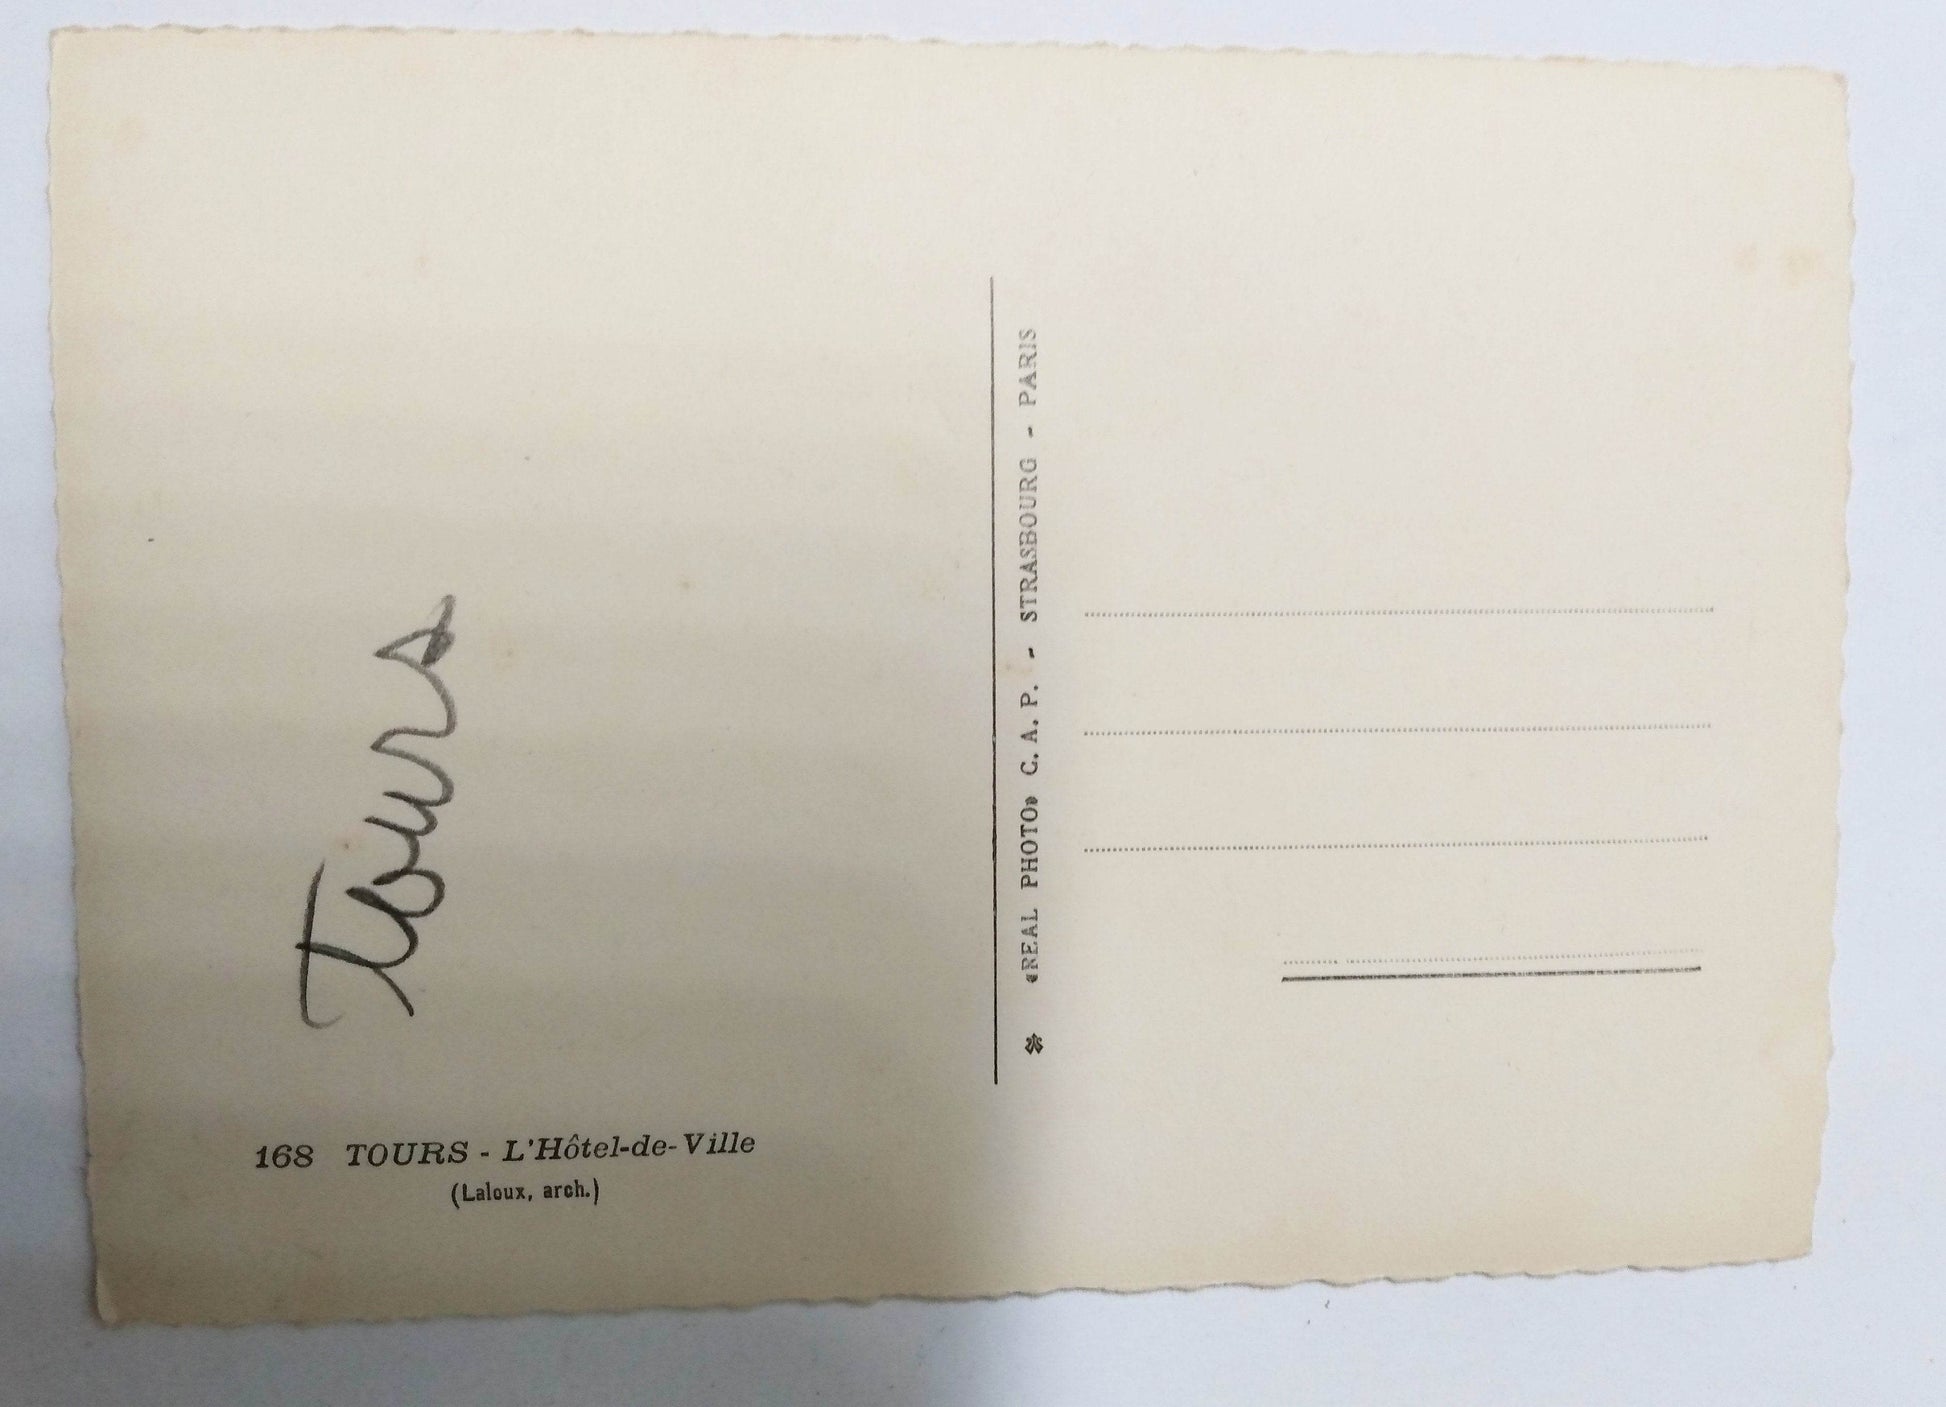 Tours
168 TOURS - L'Hôtel-de-Ville
(Laloux, arch.)
«REAL PHOTO» C. A. P. - STRASBOURG - PARIS